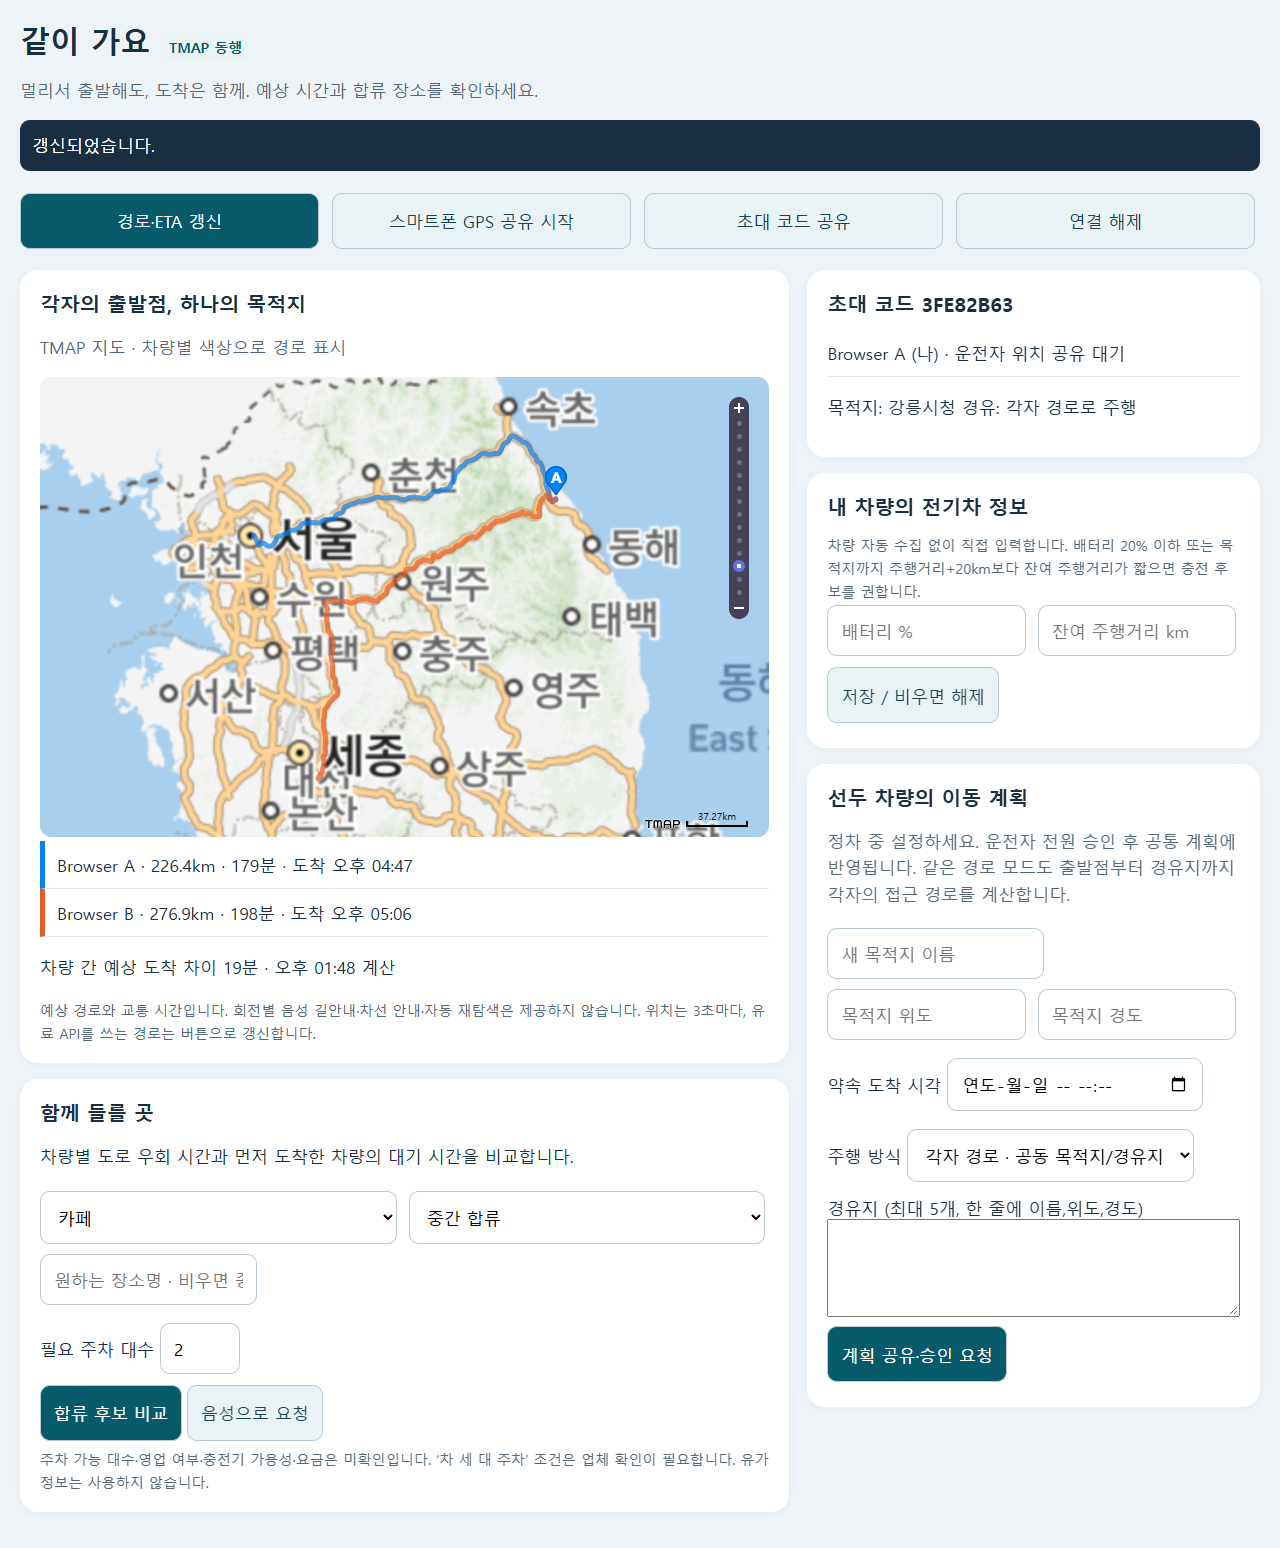 같이 가요 TMAP 동행
멀리서 출발해도, 도착은 함께. 예상 시간과 합류 장소를 확인하세요.
갱신되었습니다.
경로·ETA 갱신
스마트폰 GPS 공유 시작
초대 코드 공유
연결 해제
각자의 출발점, 하나의 목적지
TMAP 지도 · 차량별 색상으로 경로 표시
속초
춘천
A
서울
인천
동해
원주
수원
태백
평택
충주
서산
영주
동해
East
세종
상주
대전
논산
TMAP 37.27km
Browser A · 226.4km · 179분 · 도착 오후 04:47
Browser B · 276.9km · 198분 · 도착 오후 05:06
차량 간 예상 도착 차이 19분 · 오후 01:48 계산
예상 경로와 교통 시간입니다. 회전별 음성 길안내·차선 안내·자동 재탐색은 제공하지 않습니다. 위치는 3초마다, 유
료 API를 쓰는 경로는 버튼으로 갱신합니다.
함께 들를 곳
차량별 도로 우회 시간과 먼저 도착한 차량의 대기 시간을 비교합니다.
카페
중간 합류
원하는 장소명 · 비우면
필요 주차 대수 2
합류 후보 비교
음성으로 요청
주차 가능 대수·영업 여부·충전기 가용성·요금은 미확인입니다. ‘차 세 대 주차’ 조건은 업체 확인이 필요합니다. 유가
정보는 사용하지 않습니다.
초대 코드 3FE82B63
Browser A (나) · 운전자 위치 공유 대기
목적지: 강릉시청 경유: 각자 경로로 주행
내 차량의 전기차 정보
차량 자동 수집 없이 직접 입력합니다. 배터리 20% 이하 또는 목
적지까지 주행거리+20km보다 잔여 주행거리가 짧으면 충전 후
보를 권합니다.
배터리 %
잔여 주행거리 km
저장 / 비우면 해제
선두 차량의 이동 계획
정차 중 설정하세요. 운전자 전원 승인 후 공통 계획에
반영됩니다. 같은 경로 모드도 출발점부터 경유지까지
각자의 접근 경로를 계산합니다.
새 목적지 이름
목적지 위도
목적지 경도
약속 도착 시각 연도-월-일 -- --:--
주행 방식 각자 경로 · 공동 목적지/경유지
경유지 (최대 5개, 한 줄에 이름,위도,경도)
계획 공유·승인 요청